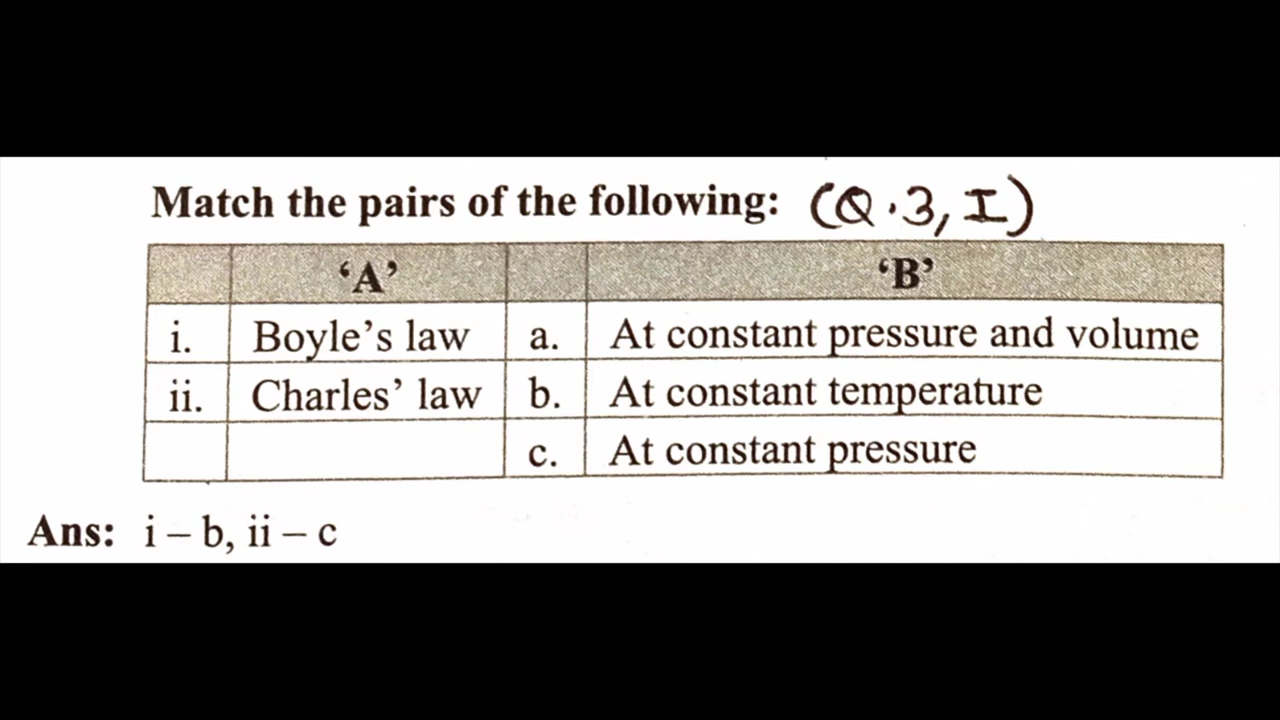 Match the pairs of the following: (Q.3, I)
‘A’ ‘B’
i. Boyle’s law a. At constant pressure and volume
ii. Charles’ law b. At constant temperature
c. At constant pressure
Ans: i – b, ii – c